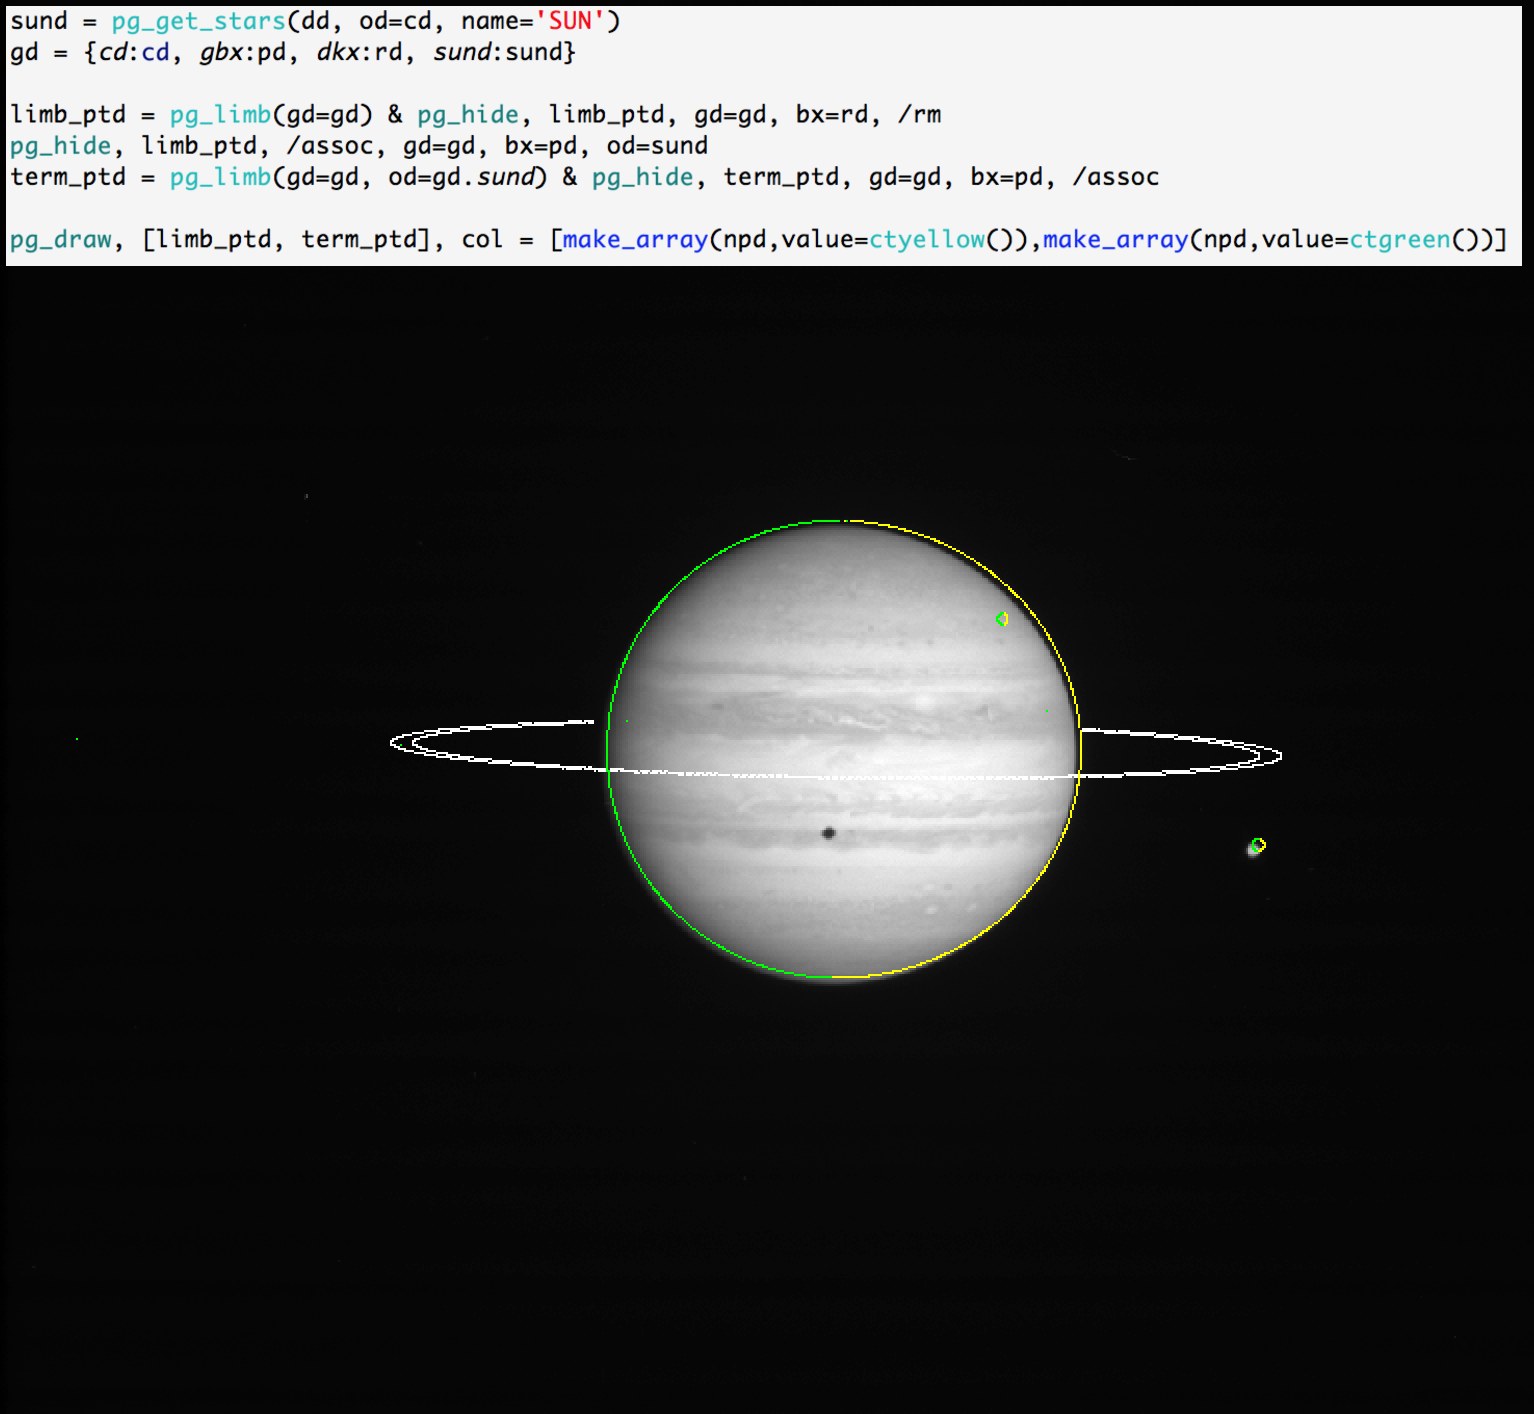 sund = pg_get_stars(dd, od=cd, name='SUN')
gd = {cd:cd, gbx:pd, dkx:rd, sund:sund}
limb_ptd = pg_limb(gd=gd) & pg_hide, limb_ptd, gd=gd, bx=rd, /rm
pg_hide, limb_ptd, /assoc, gd=gd, bx=pd, od=sund
term_ptd = pg_limb(gd=gd, od=gd.sund) & pg_hide, term_ptd, gd=gd, bx=pd, /assoc
pg_draw, [limb_ptd, term_ptd], col = [make_array(npd,value=ctyellow()),make_array(npd,value=ctgreen())]